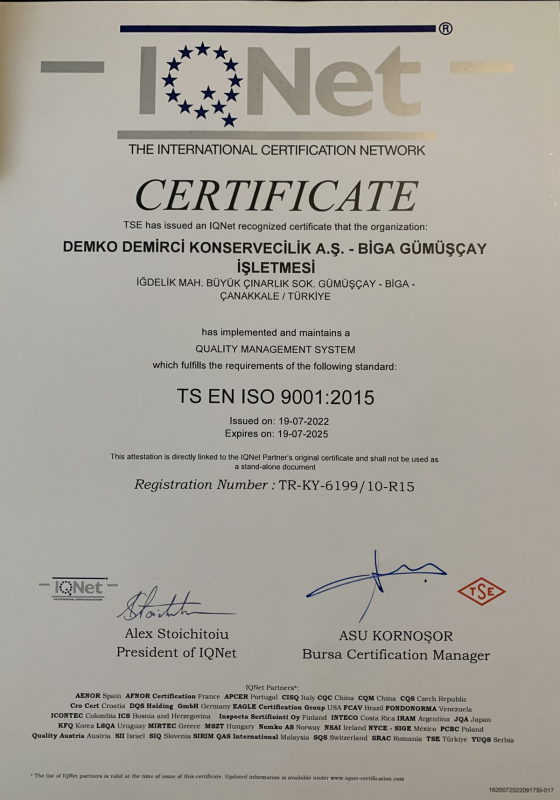 IQNet ®
THE INTERNATIONAL CERTIFICATION NETWORK
CERTIFICATE
TSE has issued an IQNet recognized certificate that the organization:
DEMKO DEMİRCİ KONSERVECİLİK A.Ş. - BİGA GÜMÜŞÇAY
İŞLETMESİ
İĞDELİK MAH. BÜYÜK ÇINARLIK SOK. GÜMÜŞÇAY - BİGA -
ÇANAKKALE / TÜRKİYE
has implemented and maintains a
QUALITY MANAGEMENT SYSTEM
which fulfills the requirements of the following standard:
TS EN ISO 9001:2015
Issued on: 19-07-2022
Expires on: 19-07-2025
This attestation is directly linked to the IQNet Partner's original certificate and shall not be used as
a stand-alone document
Registration Number : TR-KY-6199/10-R15
IQNet
THE INTERNATIONAL CERTIFICATION NETWORK
TSE
Alex Stoichitoiu
President of IQNet
ASU KORNOŞOR
Bursa Certification Manager
IQNet Partners*:
AENOR Spain AFNOR Certification France APCER Portugal CISQ Italy CQC China CQM China CQS Czech Republic
Cro Cert Croatia DQS Holding GmbH Germany EAGLE Certification Group USA FCAV Brazil FONDONORMA Venezuela
ICONTEC Colombia ICS Bosnia and Herzegovina Inspecta Sertifiointi Oy Finland INTECO Costa Rica IRAM Argentina JQA Japan
KFQ Korea LSQA Uruguay MIRTEC Greece MSZT Hungary Nemko AS Norway NSAI Ireland NYCE - SIGE México PCBC Poland
Quality Austria Austria SII Israel SIQ Slovenia SIRIM QAS International Malaysia SQS Switzerland SRAC Romania TSE Türkiye YUQS Serbia
* The list of IQNet partners is valid at the time of issue of this certificate. Updated information is available under www.iqnet-certification.com